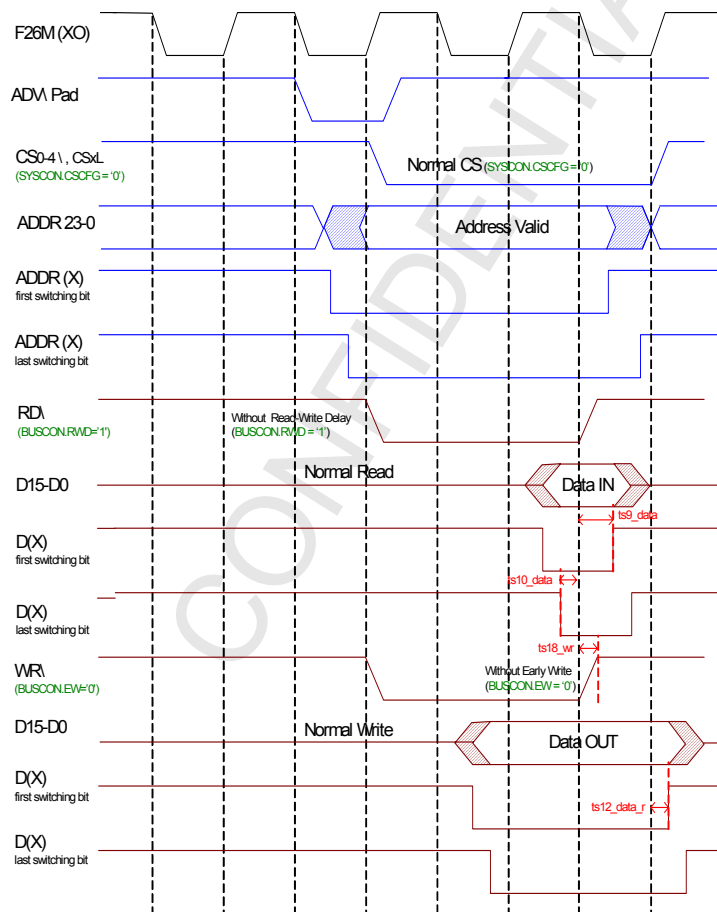 F26M (XO)
ADV\ Pad
CS0-4 \ , CSxL
(SYSCON.CSCFG = '0')
Normal CS (SYSCON.CSCFG = '0')
ADDR 23-0
Address Valid
ADDR (X)
first switching bit
ADDR (X)
last switching bit
RD\
(BUSCON.RWD='1')
Without Read-Write Delay
(BUSCON.RWD = '1')
Normal Read
D15-D0
Data IN
ts9_data
D(X)
first switching bit
ts10_data
D(X)
last switching bit
ts18_wr
WR\
(BUSCON.EW='0')
Without Early Write
(BUSCON.EW = '0')
D15-D0
Normal Write
Data OUT
D(X)
first switching bit
ts12_data_r
D(X)
last switching bit
CONFIDENTIA